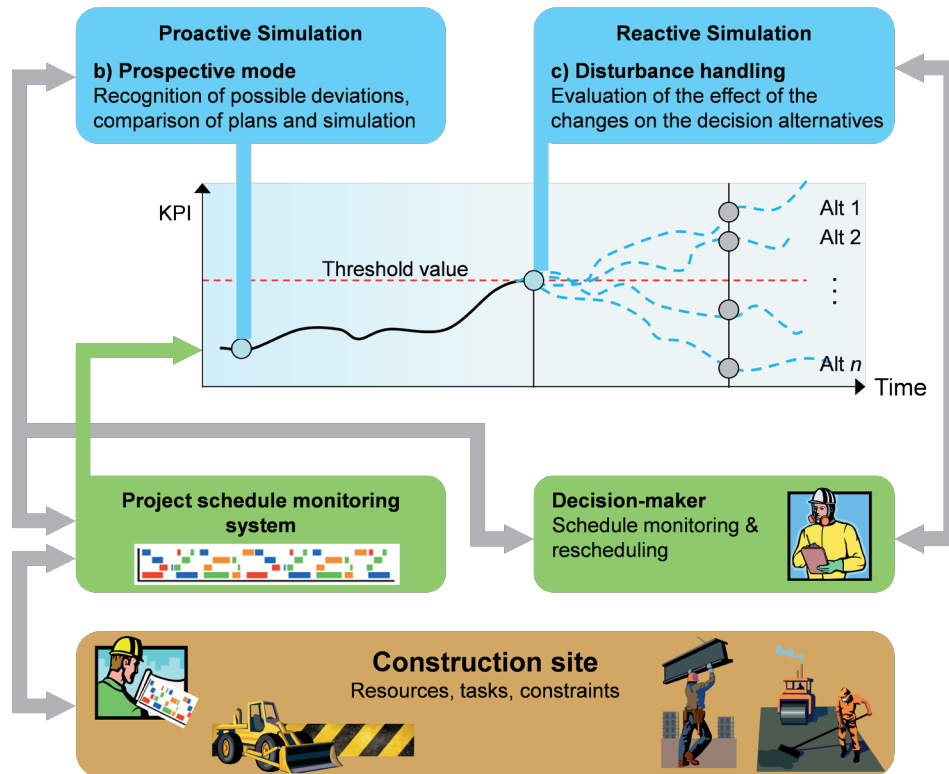 Proactive Simulation
b) Prospective mode
Recognition of possible deviations,
comparison of plans and simulation
Reactive Simulation
c) Disturbance handling
Evaluation of the effect of the
changes on the decision alternatives
KPI
Threshold value
Alt 1
Alt 2
⋮
Alt n
Time
Project schedule monitoring
system
Decision-maker
Schedule monitoring &
rescheduling
Construction site
Resources, tasks, constraints